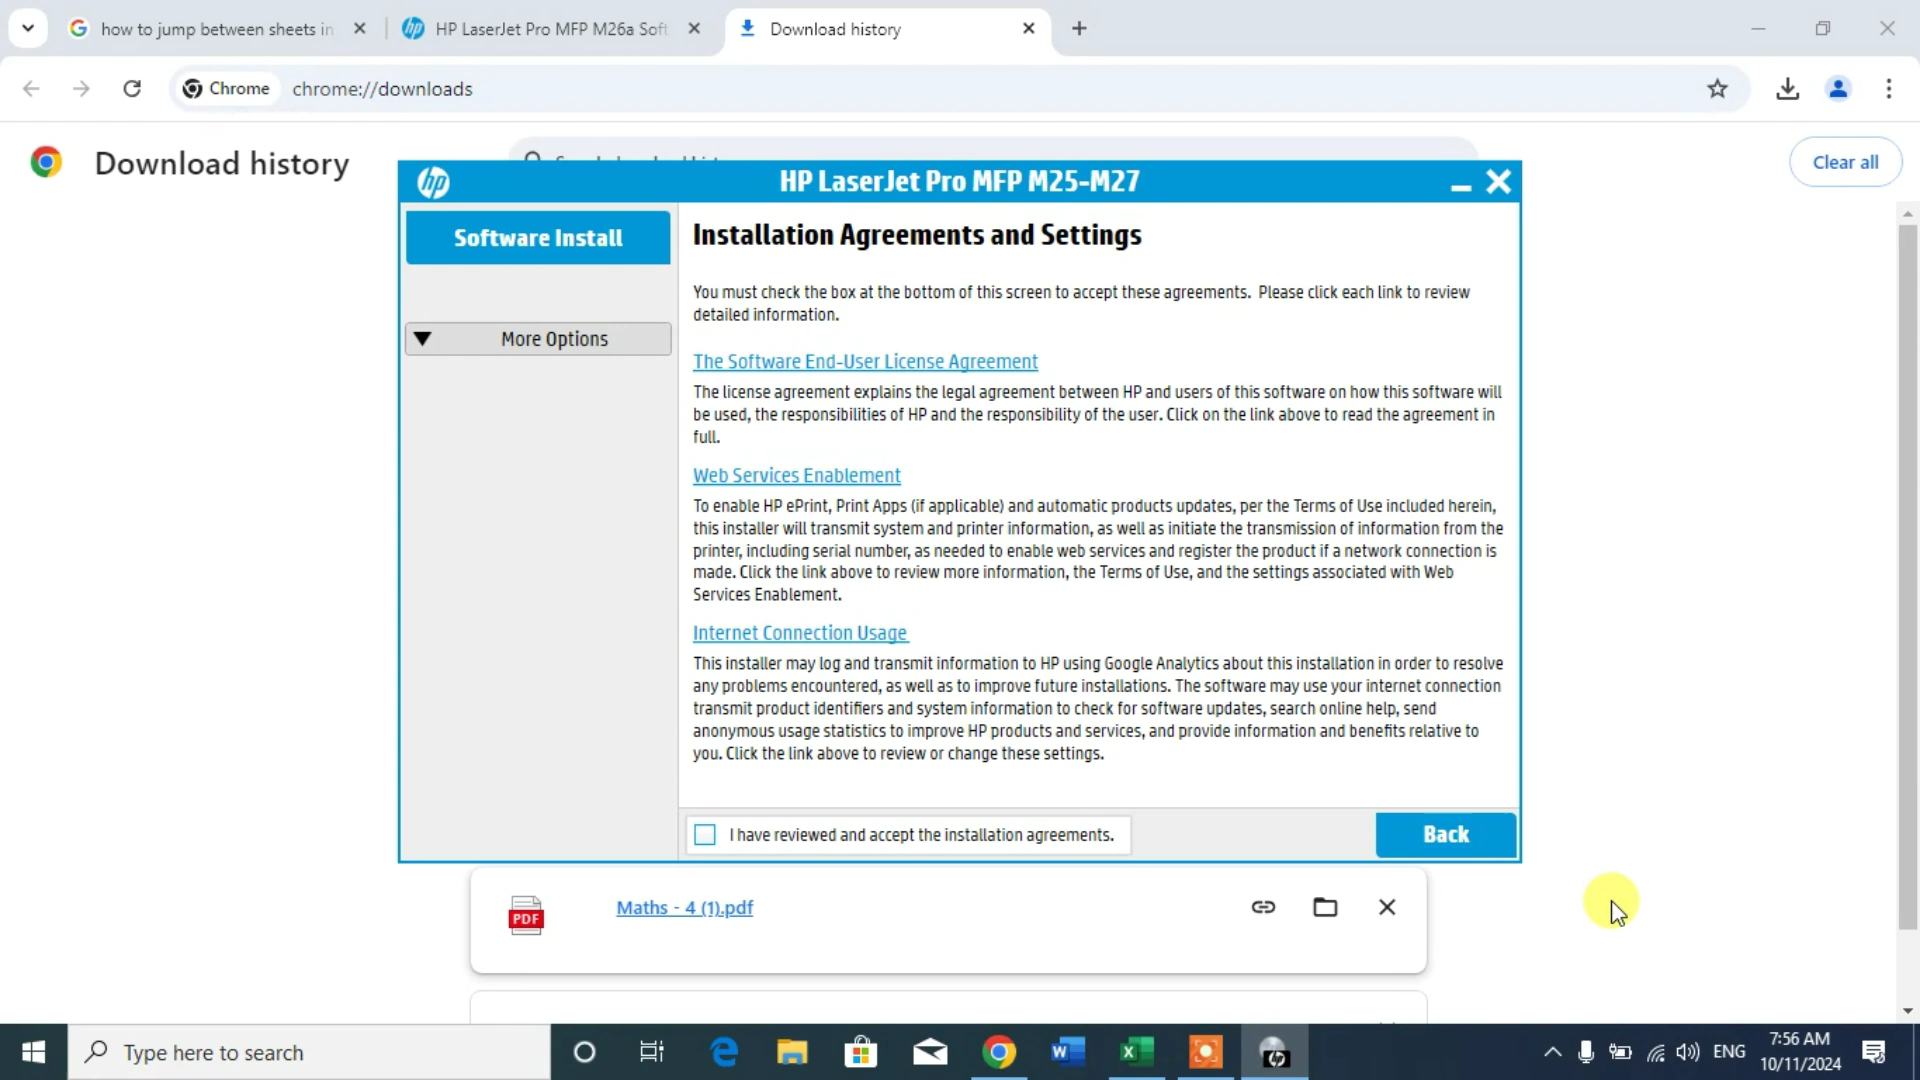 how to jump between sheets in
HP LaserJet Pro MFP M26a Soft
Download history
Chrome
chrome://downloads
Download history
Clear all
hp
HP LaserJet Pro MFP M25-M27
Software Install
More Options
Installation Agreements and Settings
You must check the box at the bottom of this screen to accept these agreements. Please click each link to review
detailed information.
The Software End-User License Agreement
The license agreement explains the legal agreement between HP and users of this software on how this software will
be used, the responsibilities of HP and the responsibility of the user. Click on the link above to read the agreement in
full.
Web Services Enablement
To enable HP ePrint, Print Apps (if applicable) and automatic products updates, per the Terms of Use included herein,
this installer will transmit system and printer information, as well as initiate the transmission of information from the
printer, including serial number, as needed to enable web services and register the product if a network connection is
made. Click the link above to review more information, the Terms of Use, and the settings associated with Web
Services Enablement.
Internet Connection Usage
This installer may log and transmit information to HP using Google Analytics about this installation in order to resolve
any problems encountered, as well as to improve future installations. The software may use your internet connection
transmit product identifiers and system information to check for software updates, search online help, send
anonymous usage statistics to improve HP products and services, and provide information and benefits relative to
you. Click the link above to review or change these settings.
I have reviewed and accept the installation agreements.
Back
PDF
Maths - 4 (1).pdf
Type here to search
ENG
7:56 AM
10/11/2024